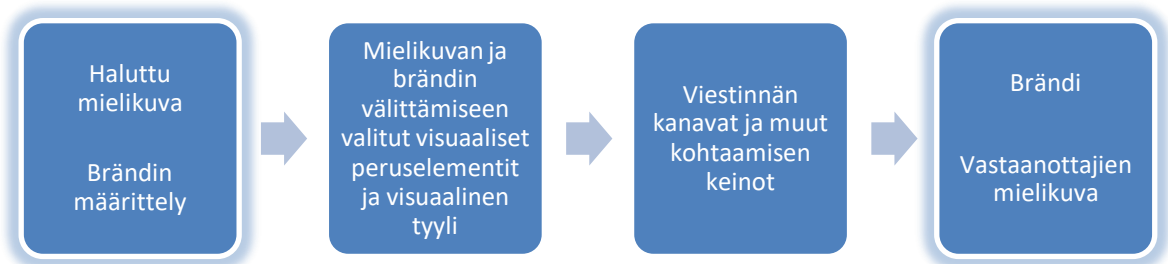 Haluttu
mielikuva
Brändin
määrittely
Mielikuvan ja
brändin
välittämiseen
valitut visuaaliset
peruselementit
ja visuaalinen
tyyli
Viestinnän
kanavat ja muut
kohtaamisen
keinot
Brändi
Vastaanottajien
mielikuva